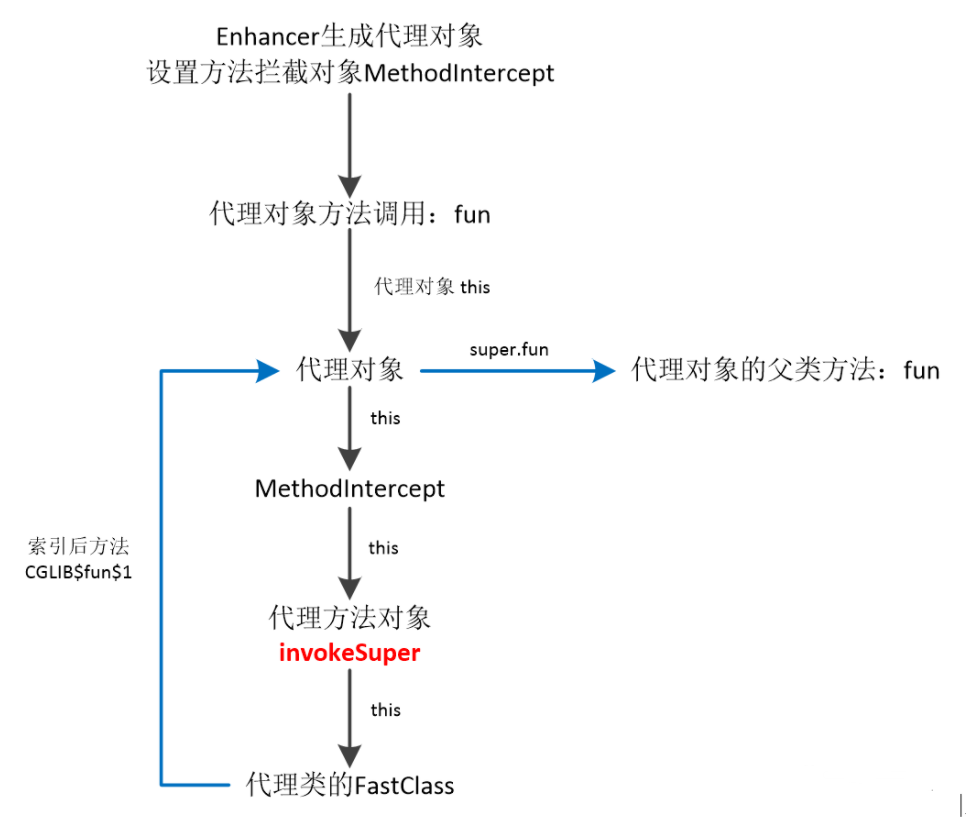 Enhancer生成代理对象
设置方法拦截对象MethodIntercept
代理对象方法调用：fun
代理对象 this
super.fun
代理对象
代理对象的父类方法：fun
this
MethodIntercept
this
索引后方法
CGLIB$fun$1
代理方法对象
invokeSuper
this
代理类的FastClass